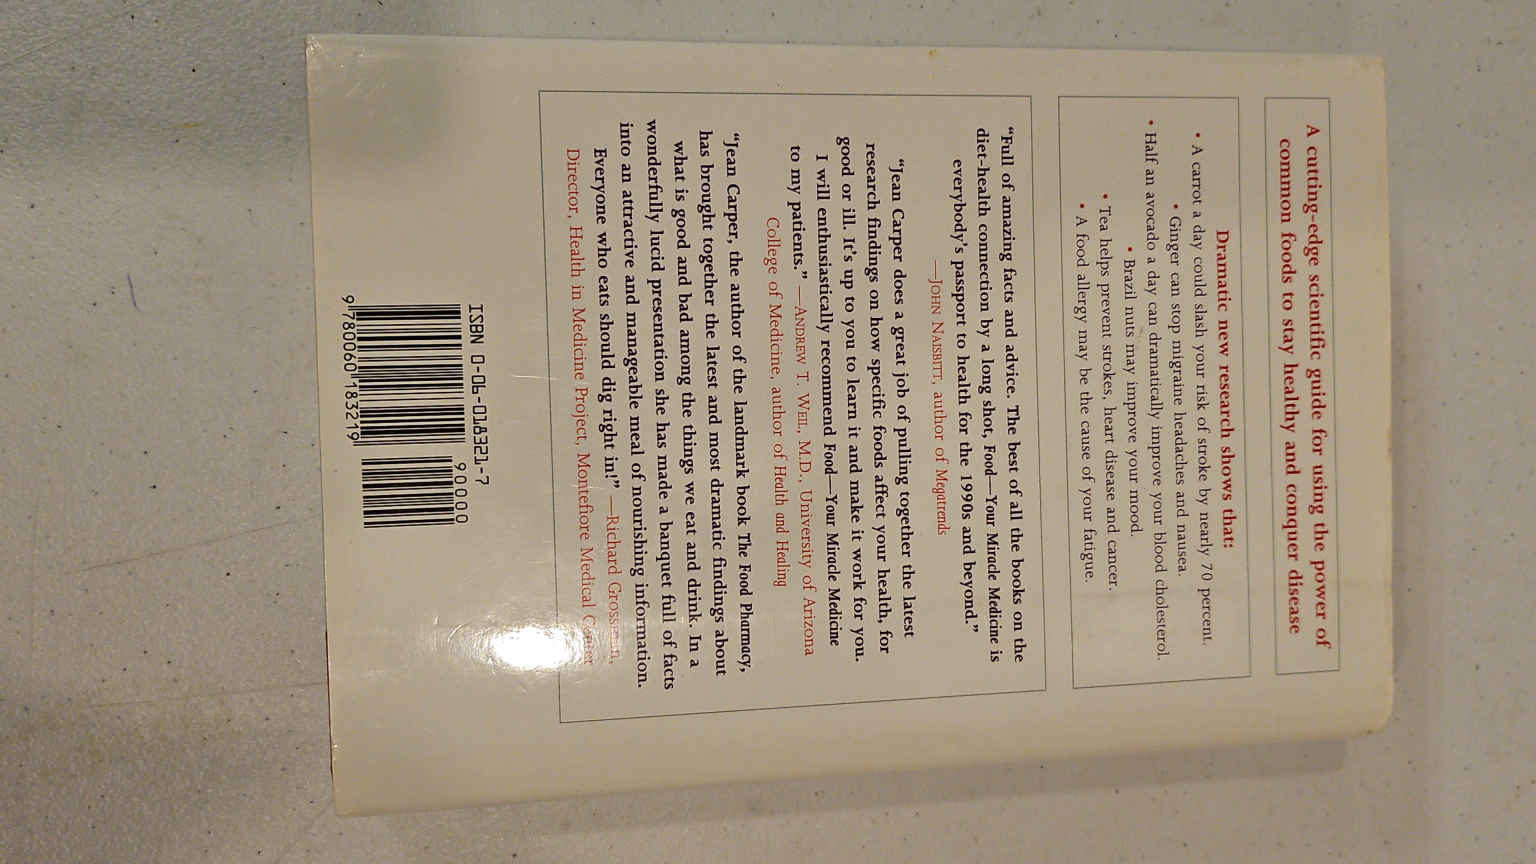 A cutting-edge scientific guide for using the power of
common foods to stay healthy and conquer disease
Dramatic new research shows that:
• A carrot a day could slash your risk of stroke by nearly 70 percent.
• Ginger can stop migraine headaches and nausea.
• Half an avocado a day can dramatically improve your blood cholesterol.
• Brazil nuts may improve your mood.
• Tea helps prevent strokes, heart disease and cancer.
• A food allergy may be the cause of your fatigue.
“Full of amazing facts and advice. The best of all the books on the
diet-health connection by a long shot, Food—Your Miracle Medicine is
everybody's passport to health for the 1990s and beyond.”
—JOHN NAISBITT, author of Megatrends
“Jean Carper does a great job of pulling together the latest
research findings on how specific foods affect your health, for
good or ill. It's up to you to learn it and make it work for you.
I will enthusiastically recommend Food—Your Miracle Medicine
to my patients.” —ANDREW T. WEIL, M.D., University of Arizona
College of Medicine, author of Health and Healing
“Jean Carper, the author of the landmark book The Food Pharmacy,
has brought together the latest and most dramatic findings about
what is good and bad among the things we eat and drink. In a
wonderfully lucid presentation she has made a banquet full of facts
into an attractive and manageable meal of nourishing information.
Everyone who eats should dig right in!” —Richard Grossman,
Director, Health in Medicine Project, Montefiore Medical Center
ISBN 0-06-018321-7
90000
9 780060 183219